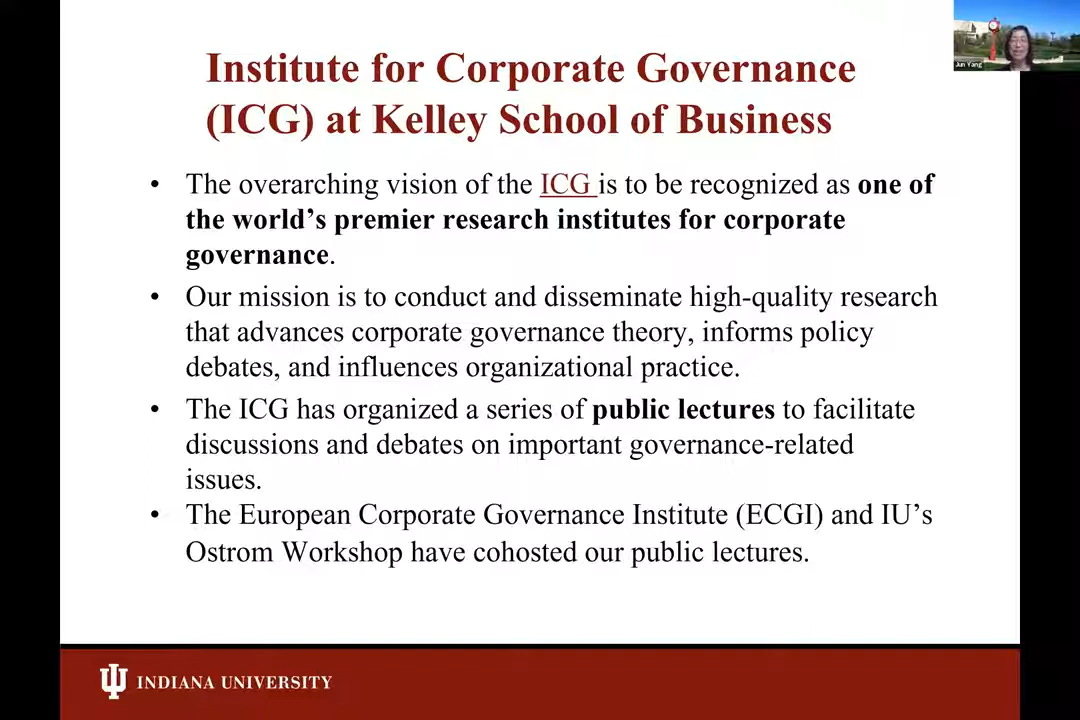 Institute for Corporate Governance
(ICG) at Kelley School of Business
• The overarching vision of the ICG is to be recognized as one of
the world’s premier research institutes for corporate
governance.
• Our mission is to conduct and disseminate high-quality research
that advances corporate governance theory, informs policy
debates, and influences organizational practice.
• The ICG has organized a series of public lectures to facilitate
discussions and debates on important governance-related
issues.
• The European Corporate Governance Institute (ECGI) and IU’s
Ostrom Workshop have cohosted our public lectures.
INDIANA UNIVERSITY
Jun Yang